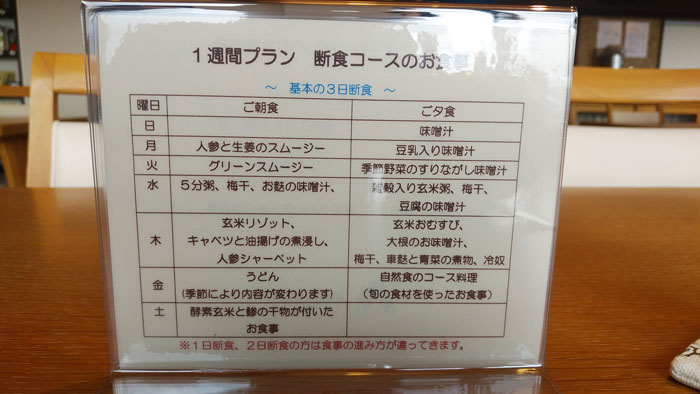 1週間プラン 断食コースのお食事
～ 基本の3日断食 ～
曜日 ご朝食 ご夕食
日 味噌汁
月 人参と生姜のスムージー 豆乳入り味噌汁
火 グリーンスムージー 季節野菜のすりながし味噌汁
水 5分粥、梅干、お麩の味噌汁、 雑穀入り玄米粥、梅干、
豆腐の味噌汁
木 玄米リゾット、 玄米おむすび、
キャベツと油揚げの煮浸し、 大根のお味噌汁、
人参シャーベット 梅干、車麩と青菜の煮物、冷奴
金 うどん 自然食のコース料理
(季節により内容が変わります) (旬の食材を使ったお食事)
土 酵素玄米と鯵の干物が付いた
お食事
※1日断食、2日断食の方は食事の進み方が違ってきます。